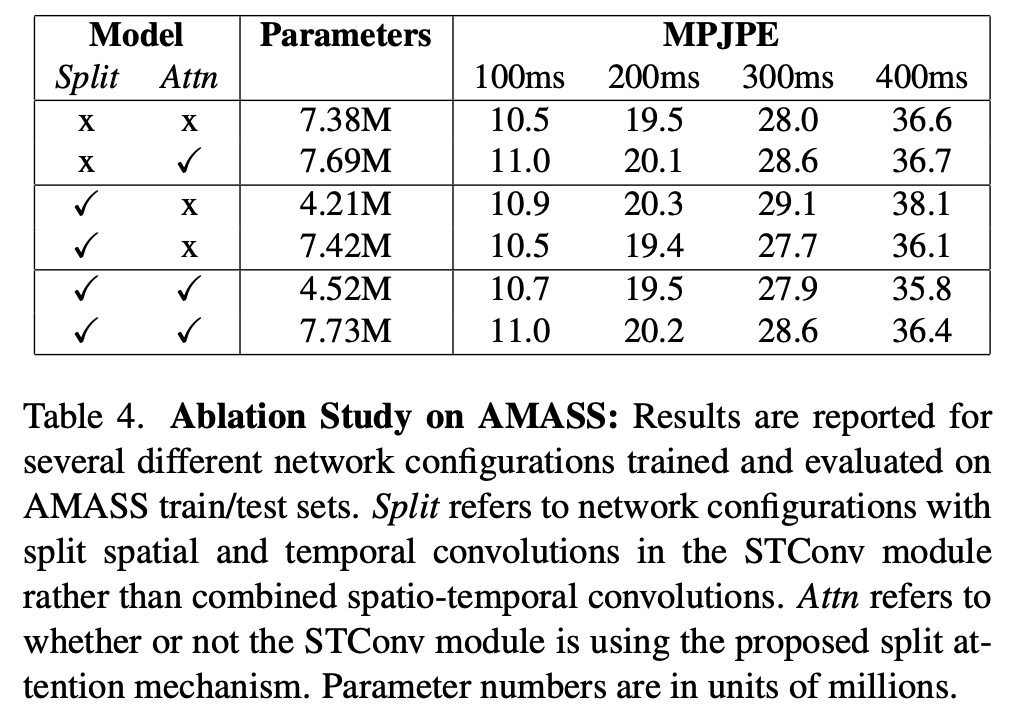 Model Parameters MPJPE
Split Attn 100ms 200ms 300ms 400ms
x x 7.38M 10.5 19.5 28.0 36.6
x ✓ 7.69M 11.0 20.1 28.6 36.7
✓ x 4.21M 10.9 20.3 29.1 38.1
✓ x 7.42M 10.5 19.4 27.7 36.1
✓ ✓ 4.52M 10.7 19.5 27.9 35.8
✓ ✓ 7.73M 11.0 20.2 28.6 36.4
Table 4. Ablation Study on AMASS: Results are reported for
several different network configurations trained and evaluated on
AMASS train/test sets. Split refers to network configurations with
split spatial and temporal convolutions in the STConv module
rather than combined spatio-temporal convolutions. Attn refers to
whether or not the STConv module is using the proposed split at-
tention mechanism. Parameter numbers are in units of millions.